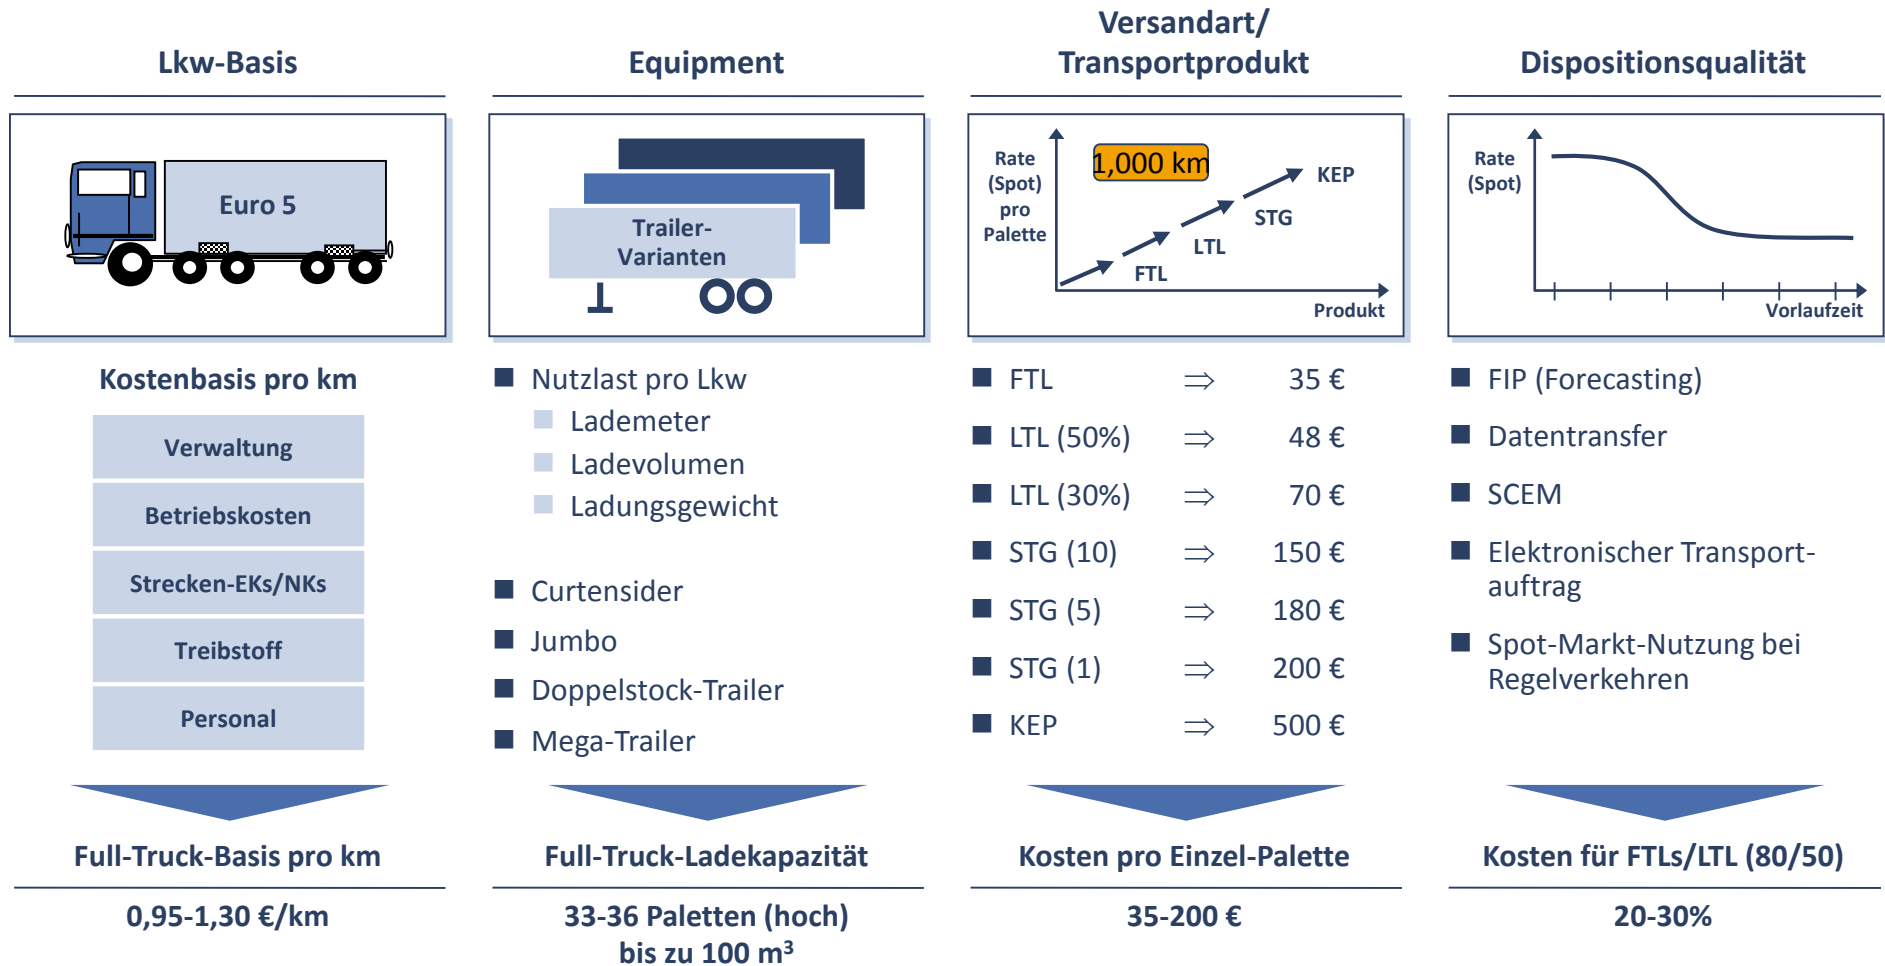 Lkw-Basis
Euro 5
Kostenbasis pro km
Verwaltung
Betriebskosten
Strecken-EKs/NKs
Treibstoff
Personal
Full-Truck-Basis pro km
0,95-1,30 €/km
Equipment
Trailer-
Varianten
Nutzlast pro Lkw
Lademeter
Ladevolumen
Ladungsgewicht
Curtensider
Jumbo
Doppelstock-Trailer
Mega-Trailer
Full-Truck-Ladekapazität
33-36 Paletten (hoch)
bis zu 100 m³
Versandart/
Transportprodukt
Rate
(Spot)
pro
Palette
1,000 km
KEP
STG
LTL
FTL
Produkt
FTL ⇒ 35 €
LTL (50%) ⇒ 48 €
LTL (30%) ⇒ 70 €
STG (10) ⇒ 150 €
STG (5) ⇒ 180 €
STG (1) ⇒ 200 €
KEP ⇒ 500 €
Kosten pro Einzel-Palette
35-200 €
Dispositionsqualität
Rate
(Spot)
Vorlaufzeit
FIP (Forecasting)
Datentransfer
SCEM
Elektronischer Transport-
auftrag
Spot-Markt-Nutzung bei
Regelverkehren
Kosten für FTLs/LTL (80/50)
20-30%